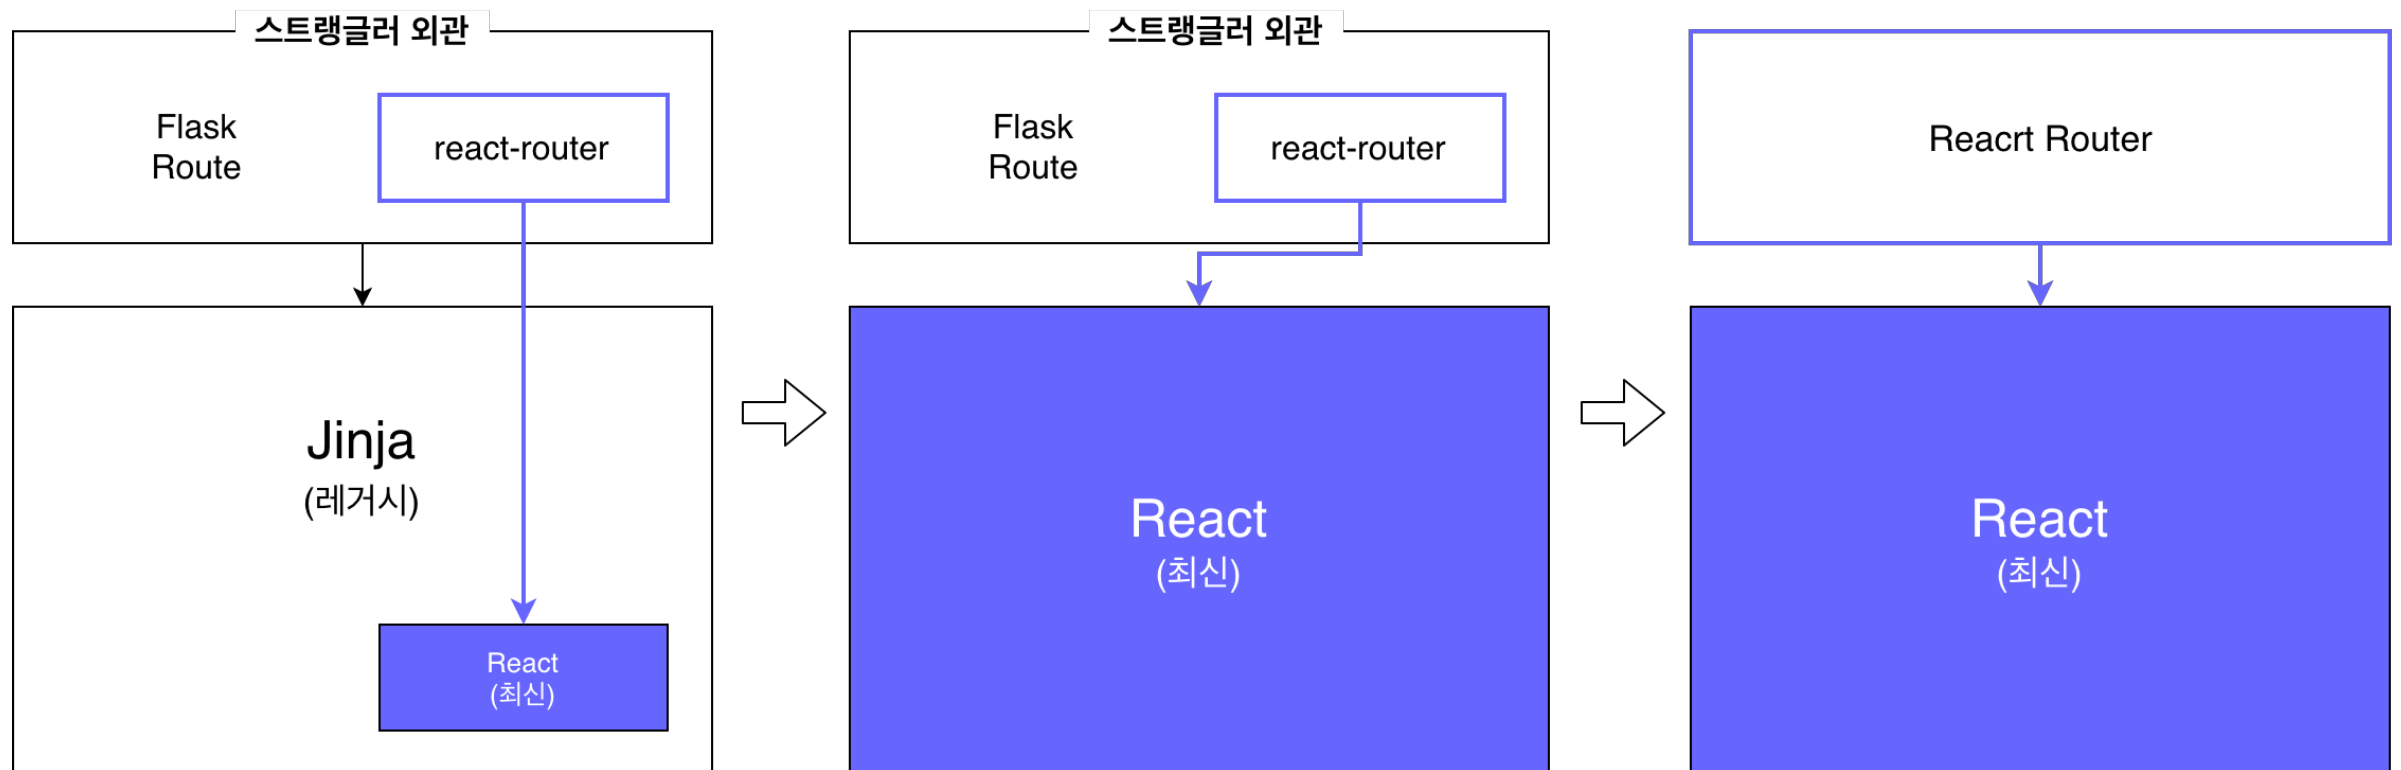 스트랭글러 외관
Flask
Route
react-router
Jinja
(레거시)
React
(최신)
스트랭글러 외관
Flask
Route
react-router
React
(최신)
Reacrt Router
React
(최신)